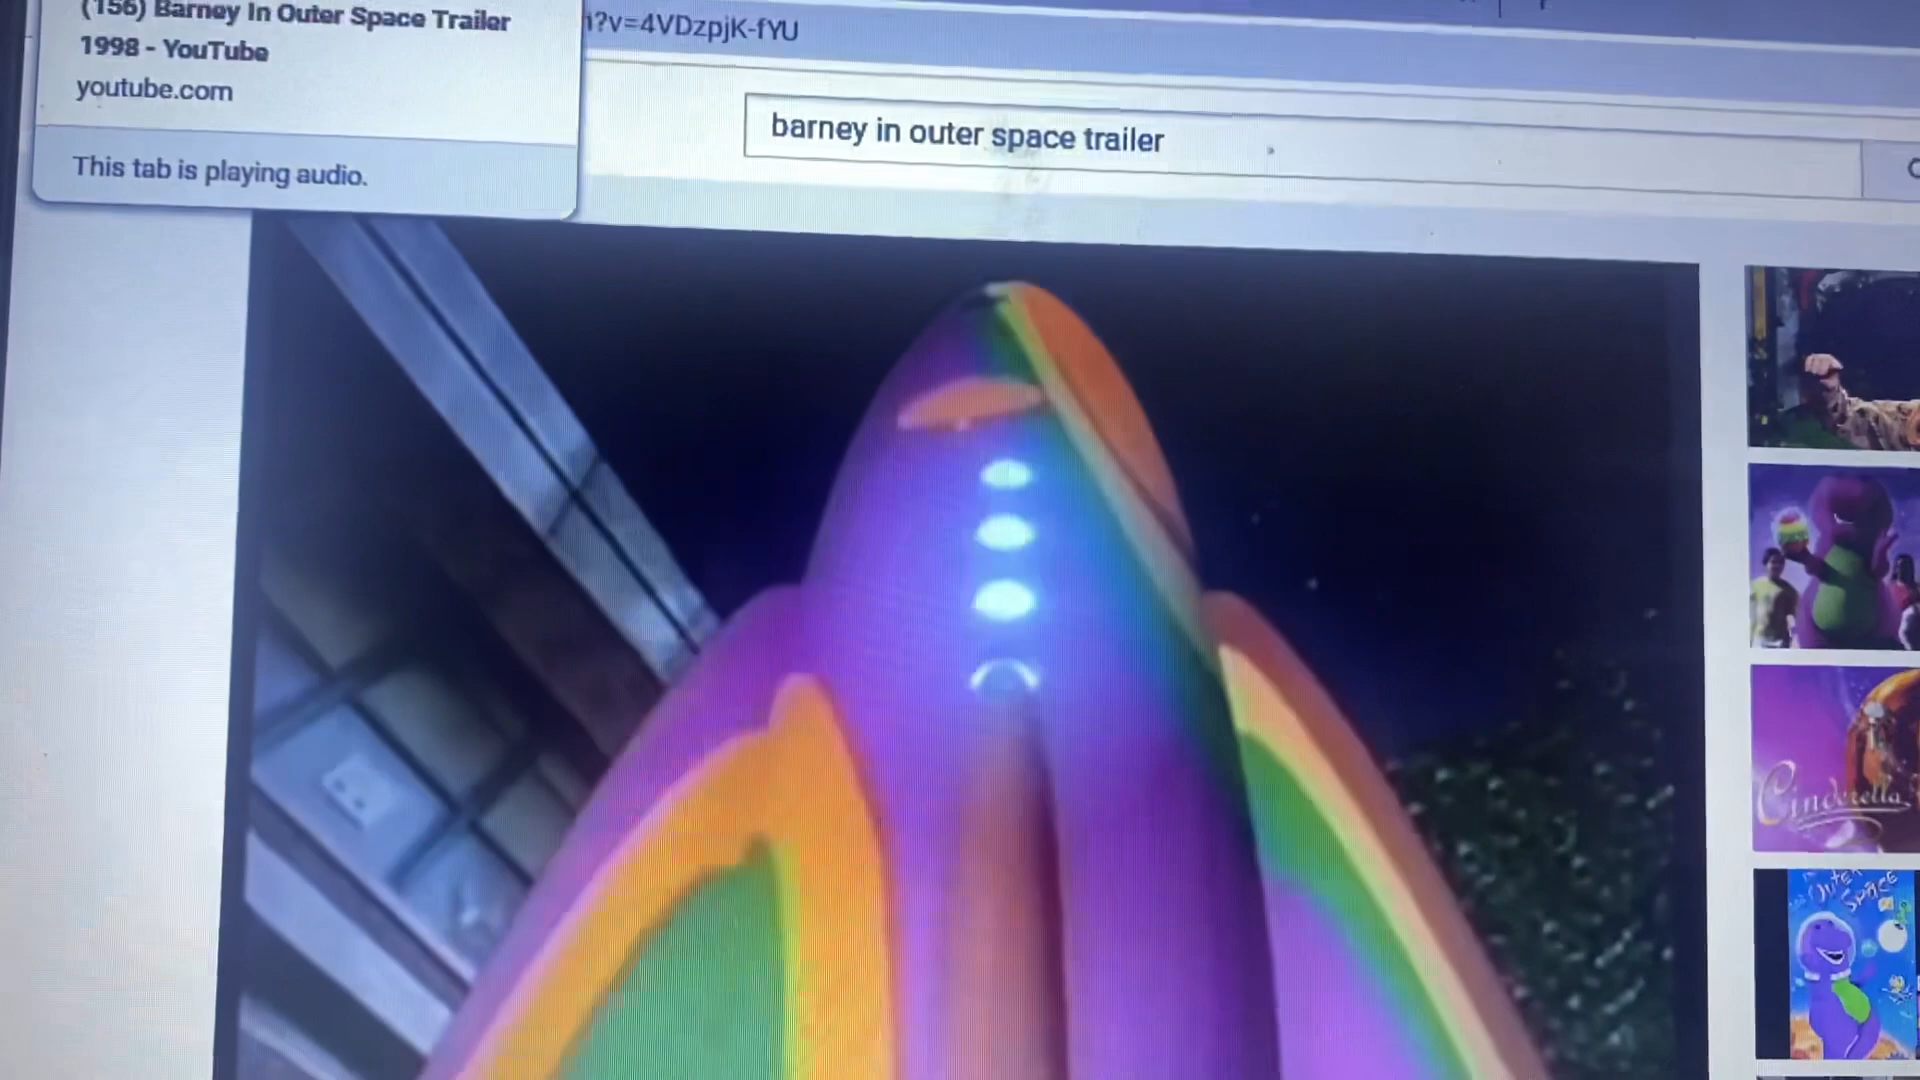 (156) Barney In Outer Space Trailer
1998 - YouTube
youtube.com
This tab is playing audio.
?v=4VDzpjK-fYU
barney in outer space trailer
Cinderella
OUTER
SPACE